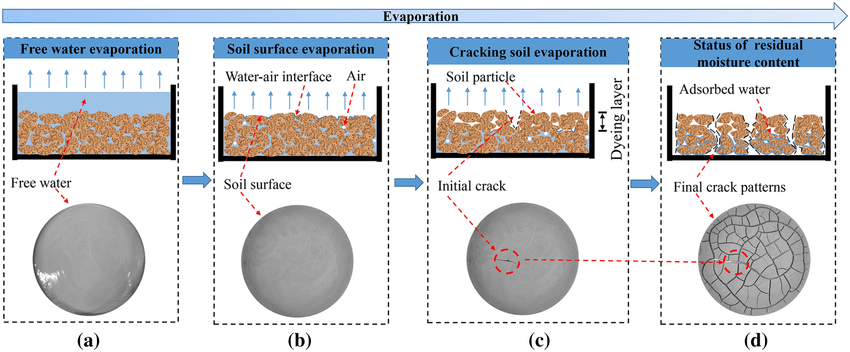 Evaporation
Free water evaporation
Free water
(a)
Soil surface evaporation
Water-air interface
Air
Soil surface
(b)
Cracking soil evaporation
Soil particle
Dyeing layer
Initial crack
(c)
Status of residual
moisture content
Adsorbed water
Final crack patterns
(d)